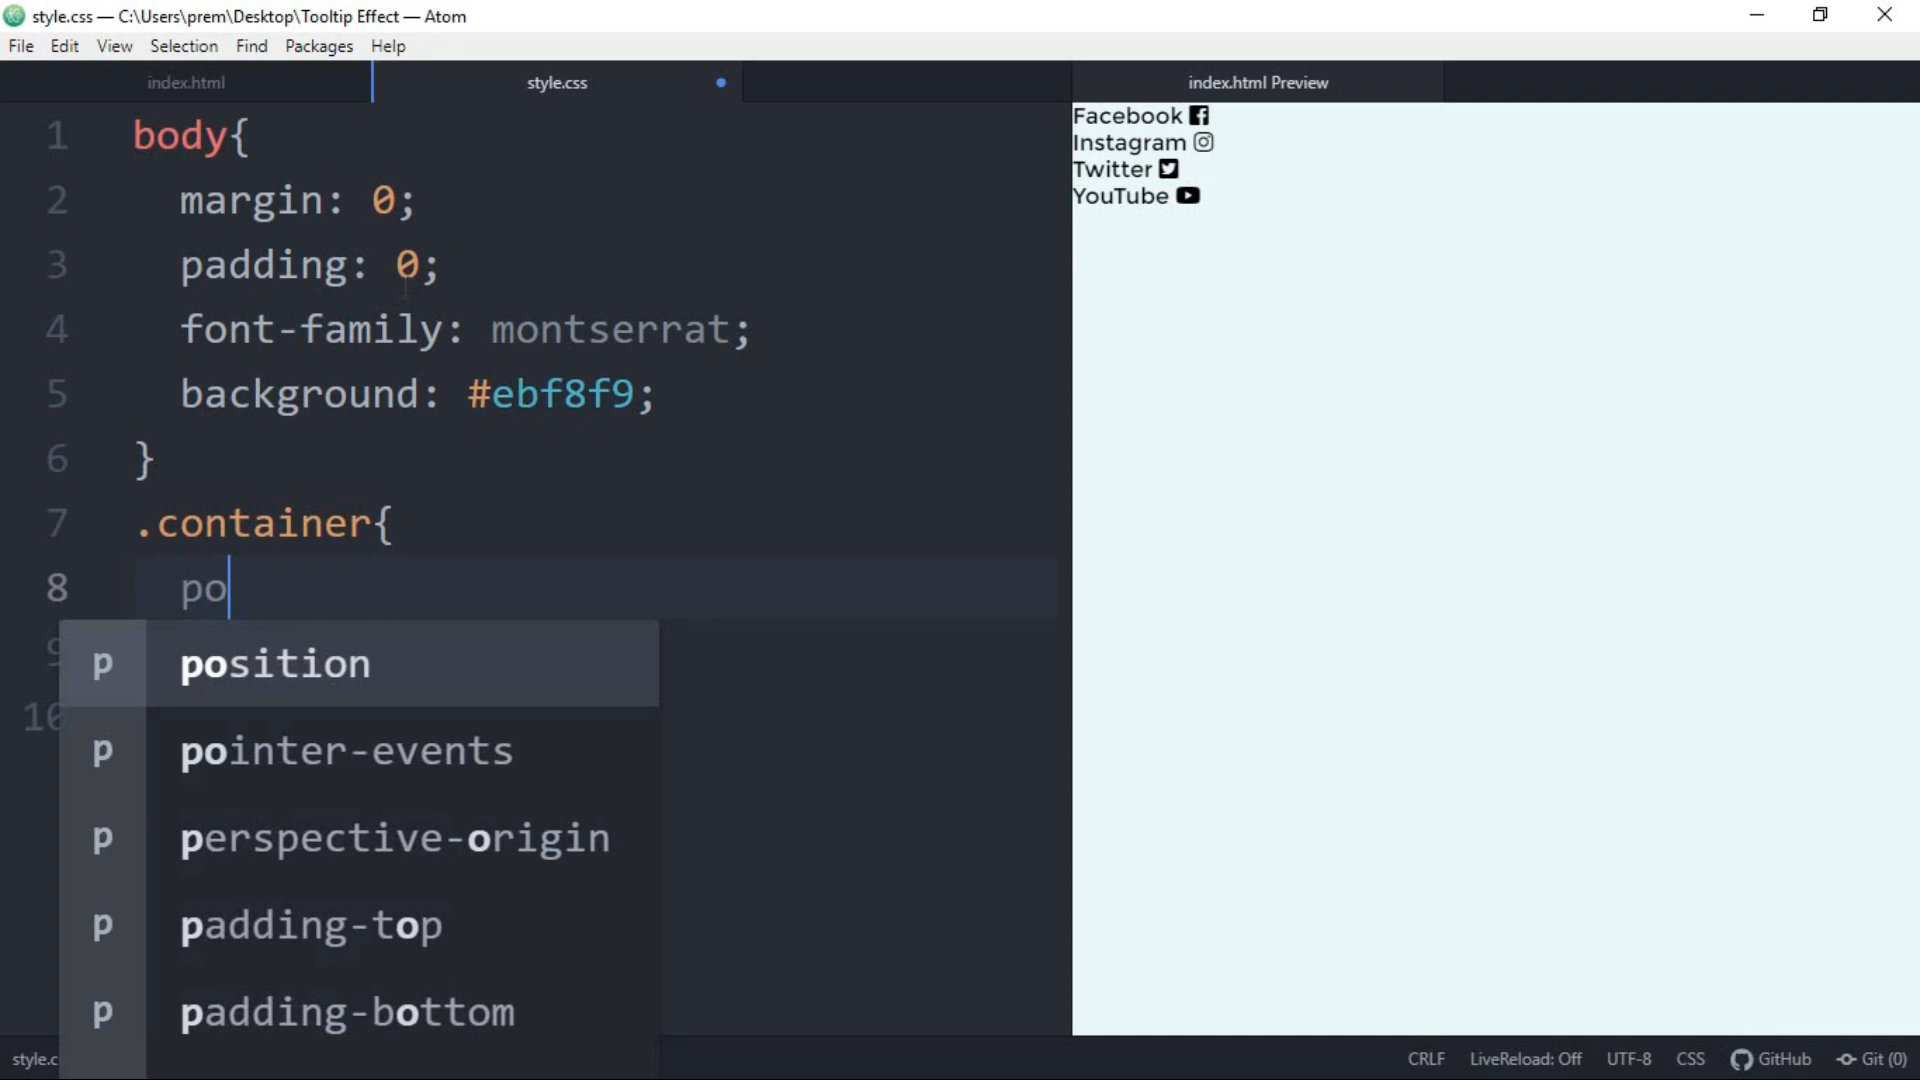 style.css — C:\Users\prem\Desktop\Tooltip Effect — Atom
File Edit View Selection Find Packages Help
index.html style.css index.html Preview
1 body{
2 margin: 0;
3 padding: 0;
4 font-family: montserrat;
5 background: #ebf8f9;
6 }
7 .container{
8 po
9
10
p position
p pointer-events
p perspective-origin
p padding-top
p padding-bottom
Facebook
Instagram
Twitter
YouTube
style.c CRLF LiveReload: Off UTF-8 CSS GitHub Git (0)